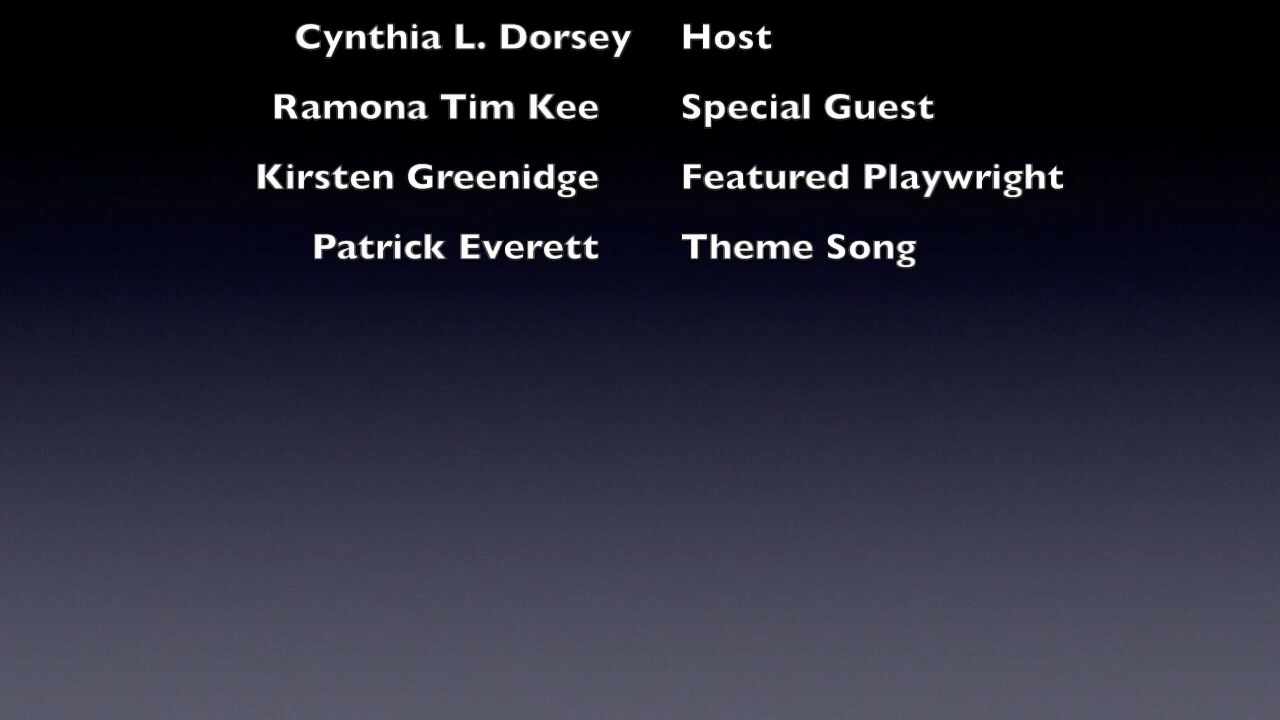 Cynthia L. Dorsey Host
Ramona Tim Kee Special Guest
Kirsten Greenidge Featured Playwright
Patrick Everett Theme Song